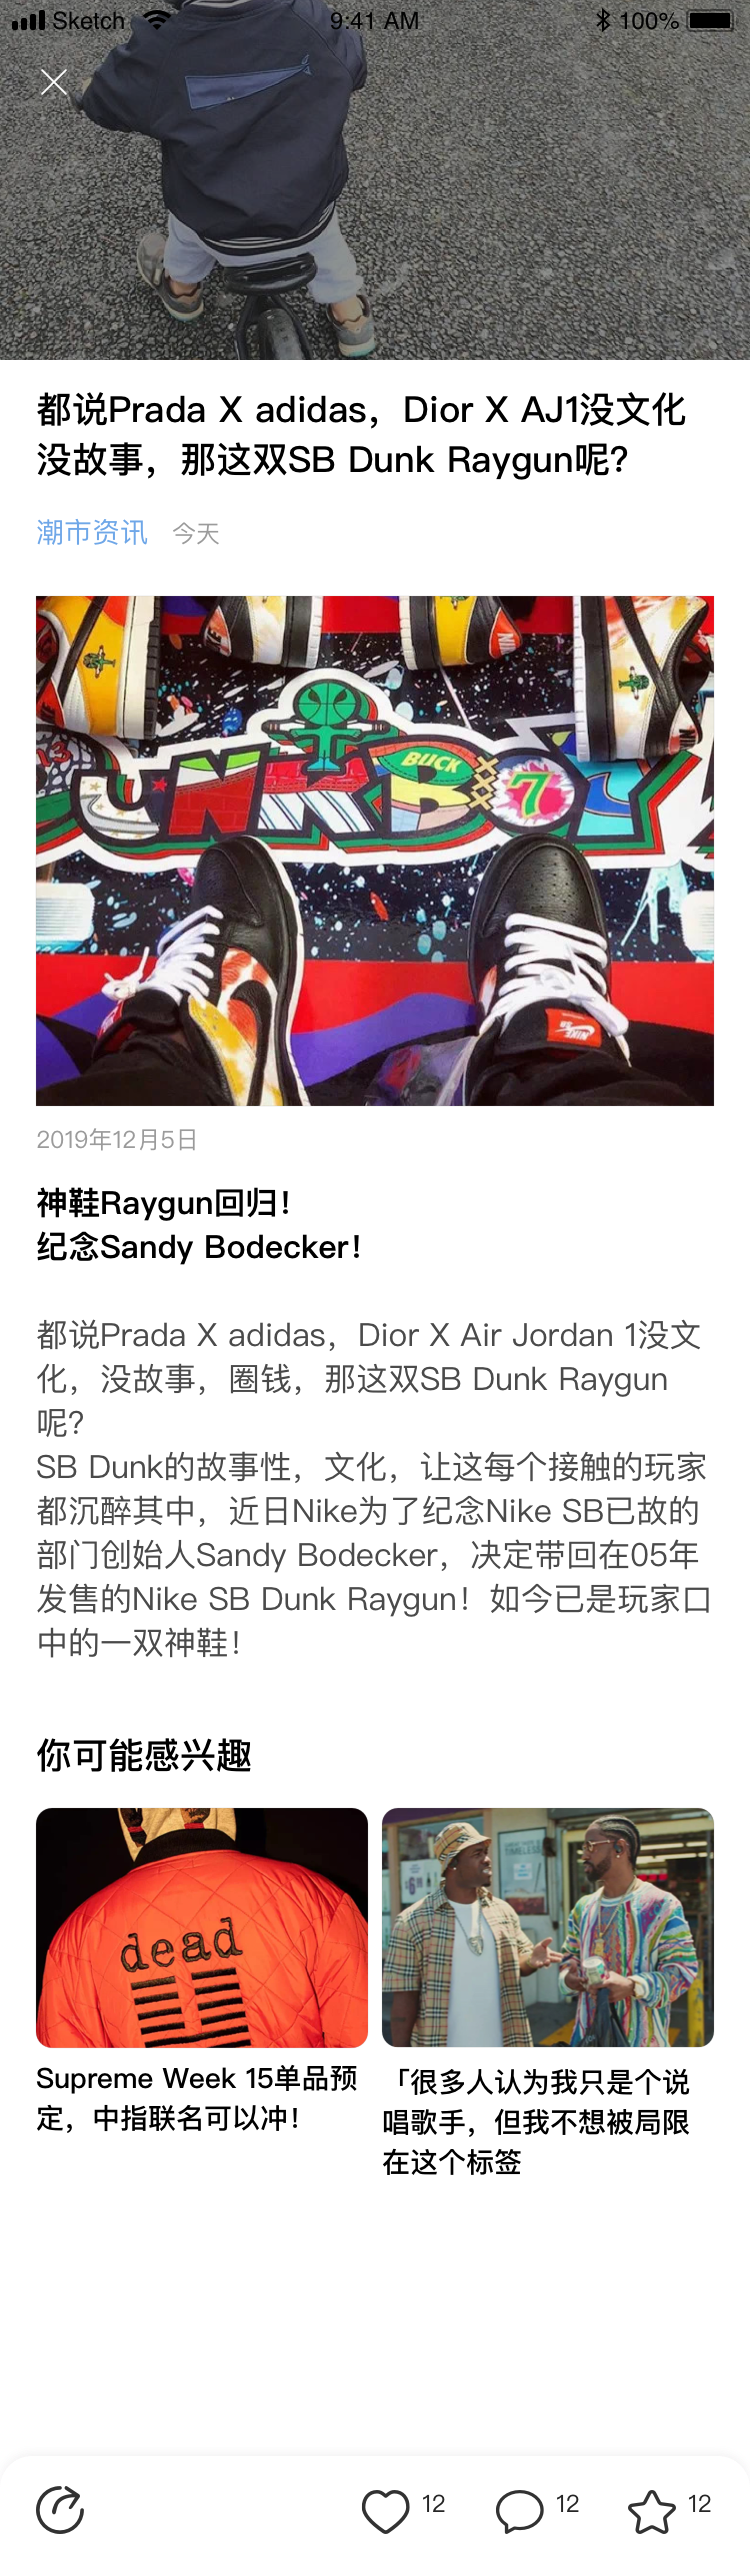 Sketch 9:41 AM 100%
都说Prada X adidas，Dior X AJ1没文化
没故事，那这双SB Dunk Raygun呢?
潮市资讯 今天
BUCK
7
NIKE
2019年12月5日
神鞋Raygun回归！
纪念Sandy Bodecker！
都说Prada X adidas，Dior X Air Jordan 1没文
化，没故事，圈钱，那这双SB Dunk Raygun
呢?
SB Dunk的故事性，文化，让这每个接触的玩家
都沉醉其中，近日Nike为了纪念Nike SB已故的
部门创始人Sandy Bodecker，决定带回在05年
发售的Nike SB Dunk Raygun！如今已是玩家口
中的一双神鞋！
你可能感兴趣
dead
Supreme Week 15单品预
定，中指联名可以冲！
「很多人认为我只是个说
唱歌手，但我不想被局限
在这个标签
12 12 12